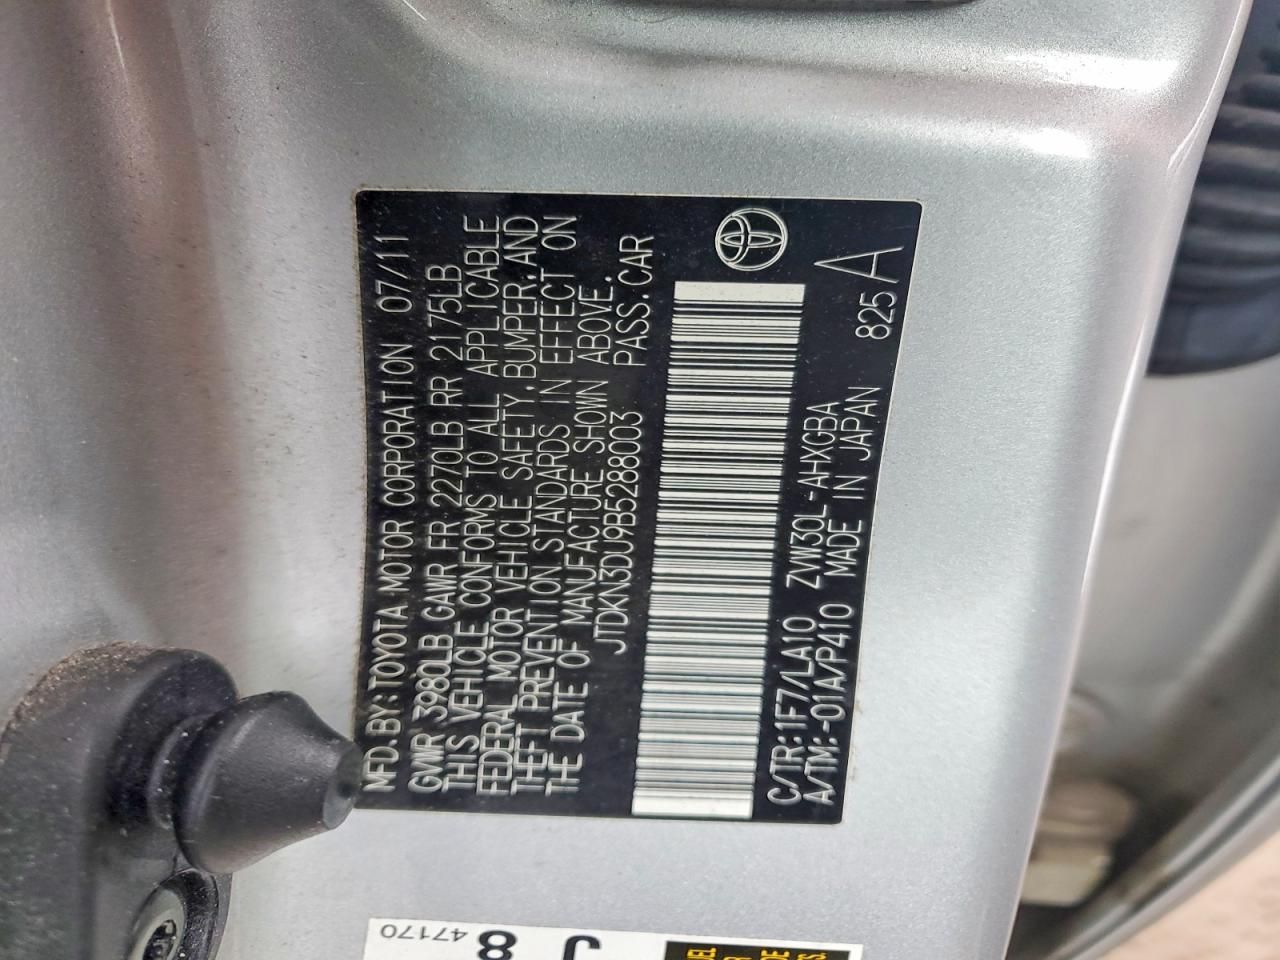 MFD. BY: TOYOTA MOTOR CORPORATION 07/11
GVWR 3980LB GAWR FR 2270LB RR 2175LB
THIS VEHICLE CONFORMS TO ALL APPLICABLE
FEDERAL MOTOR VEHICLE SAFETY, BUMPER, AND
THEFT PREVENTION STANDARDS IN EFFECT ON
THE DATE OF MANUFACTURE SHOWN ABOVE.
JTDKN3DU9B5288003 PASS. CAR
C/TR: 1F7/LA10 ZVW30L-AHXGBA
A/TM: -01A/P410 MADE IN JAPAN
825 A
47170
J 8